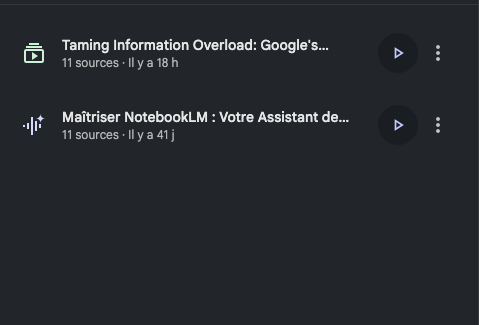 Taming Information Overload: Google's...
11 sources · Il y a 18 h
Maîtriser NotebookLM : Votre Assistant de...
11 sources · Il y a 41 j